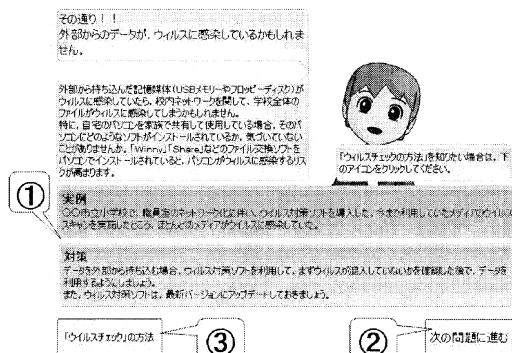 その通り！！
外部からのデータが、ウィルスに感染しているかもしれま
せん。
外部から持ち込んだ記憶媒体(USBメモリーやフロッピーディスク)が
ウィルスに感染していたら、校内ネットワークを関して、学校全体の
ファイルがウィルスに感染してしまうかもしれません。
特に、自宅のパソコンを家族で共有して使用している場合、そのパ
ソコンにどのようなソフトがインストールされているか、気づいていない
ことがありませんか。「Winny」「Share」などのファイル交換ソフトを
パソコンでインストールされていると、パソコンがウィルスに感染するリス
クが高まります。
「ウィルスチェックの方法」を知りたい場合は、下
のアイコンをクリックしてください。
①
実例
○○市立小学校で、職員室のネットワーク化に伴い、ウィルス対策ソフトを導入した。今まで利用していたメディアでウィルス
スキャンを実施したところ、ほとんどのメディアがウィルスに感染していた。
対策
データを外部から持ち込む場合、ウィルス対策ソフトを利用して、まずウィルスが混入していないかを確認した後で、データを
利用するようにしましょう。
また、ウィルス対策ソフトは、最新バージョンにアップデートしておきましょう。
「ウイルスチェック」の方法
③
②
次の問題に進む